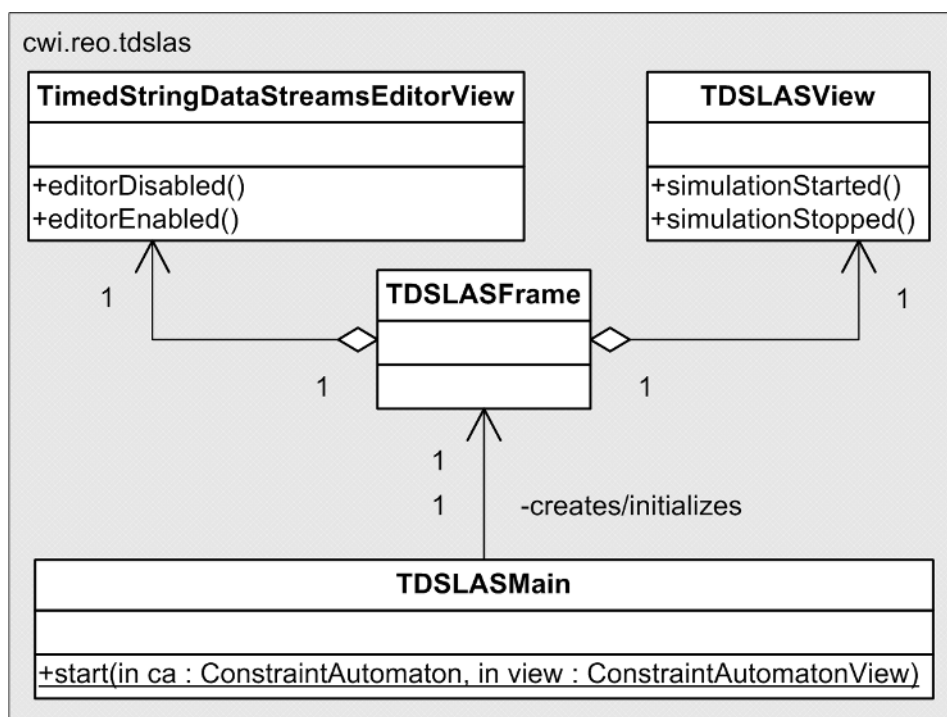 cwi.reo.tdslas
TimedStringDataStreamsEditorView
+editorDisabled()
+editorEnabled()
TDSLASView
+simulationStarted()
+simulationStopped()
1
1
TDSLASFrame
1
1
1
1
-creates/initializes
TDSLASMain
+start(in ca : ConstraintAutomaton, in view : ConstraintAutomatonView)